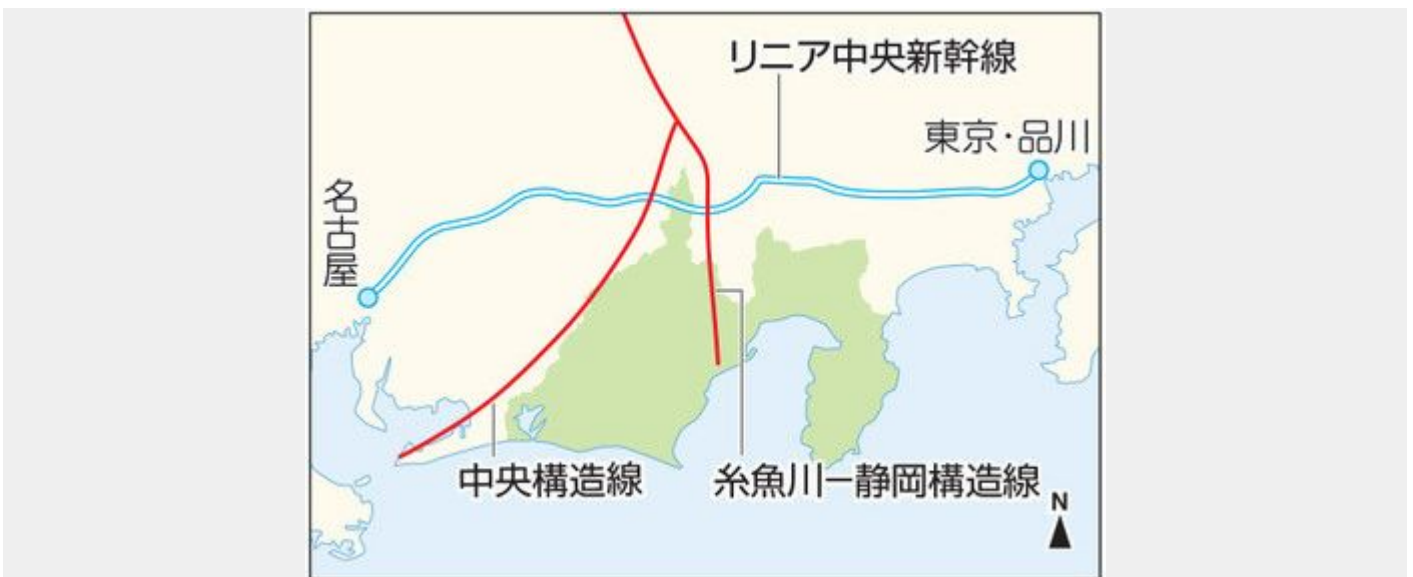 リニア中央新幹線
東京・品川
名古屋
中央構造線
糸魚川ー静岡構造線
N